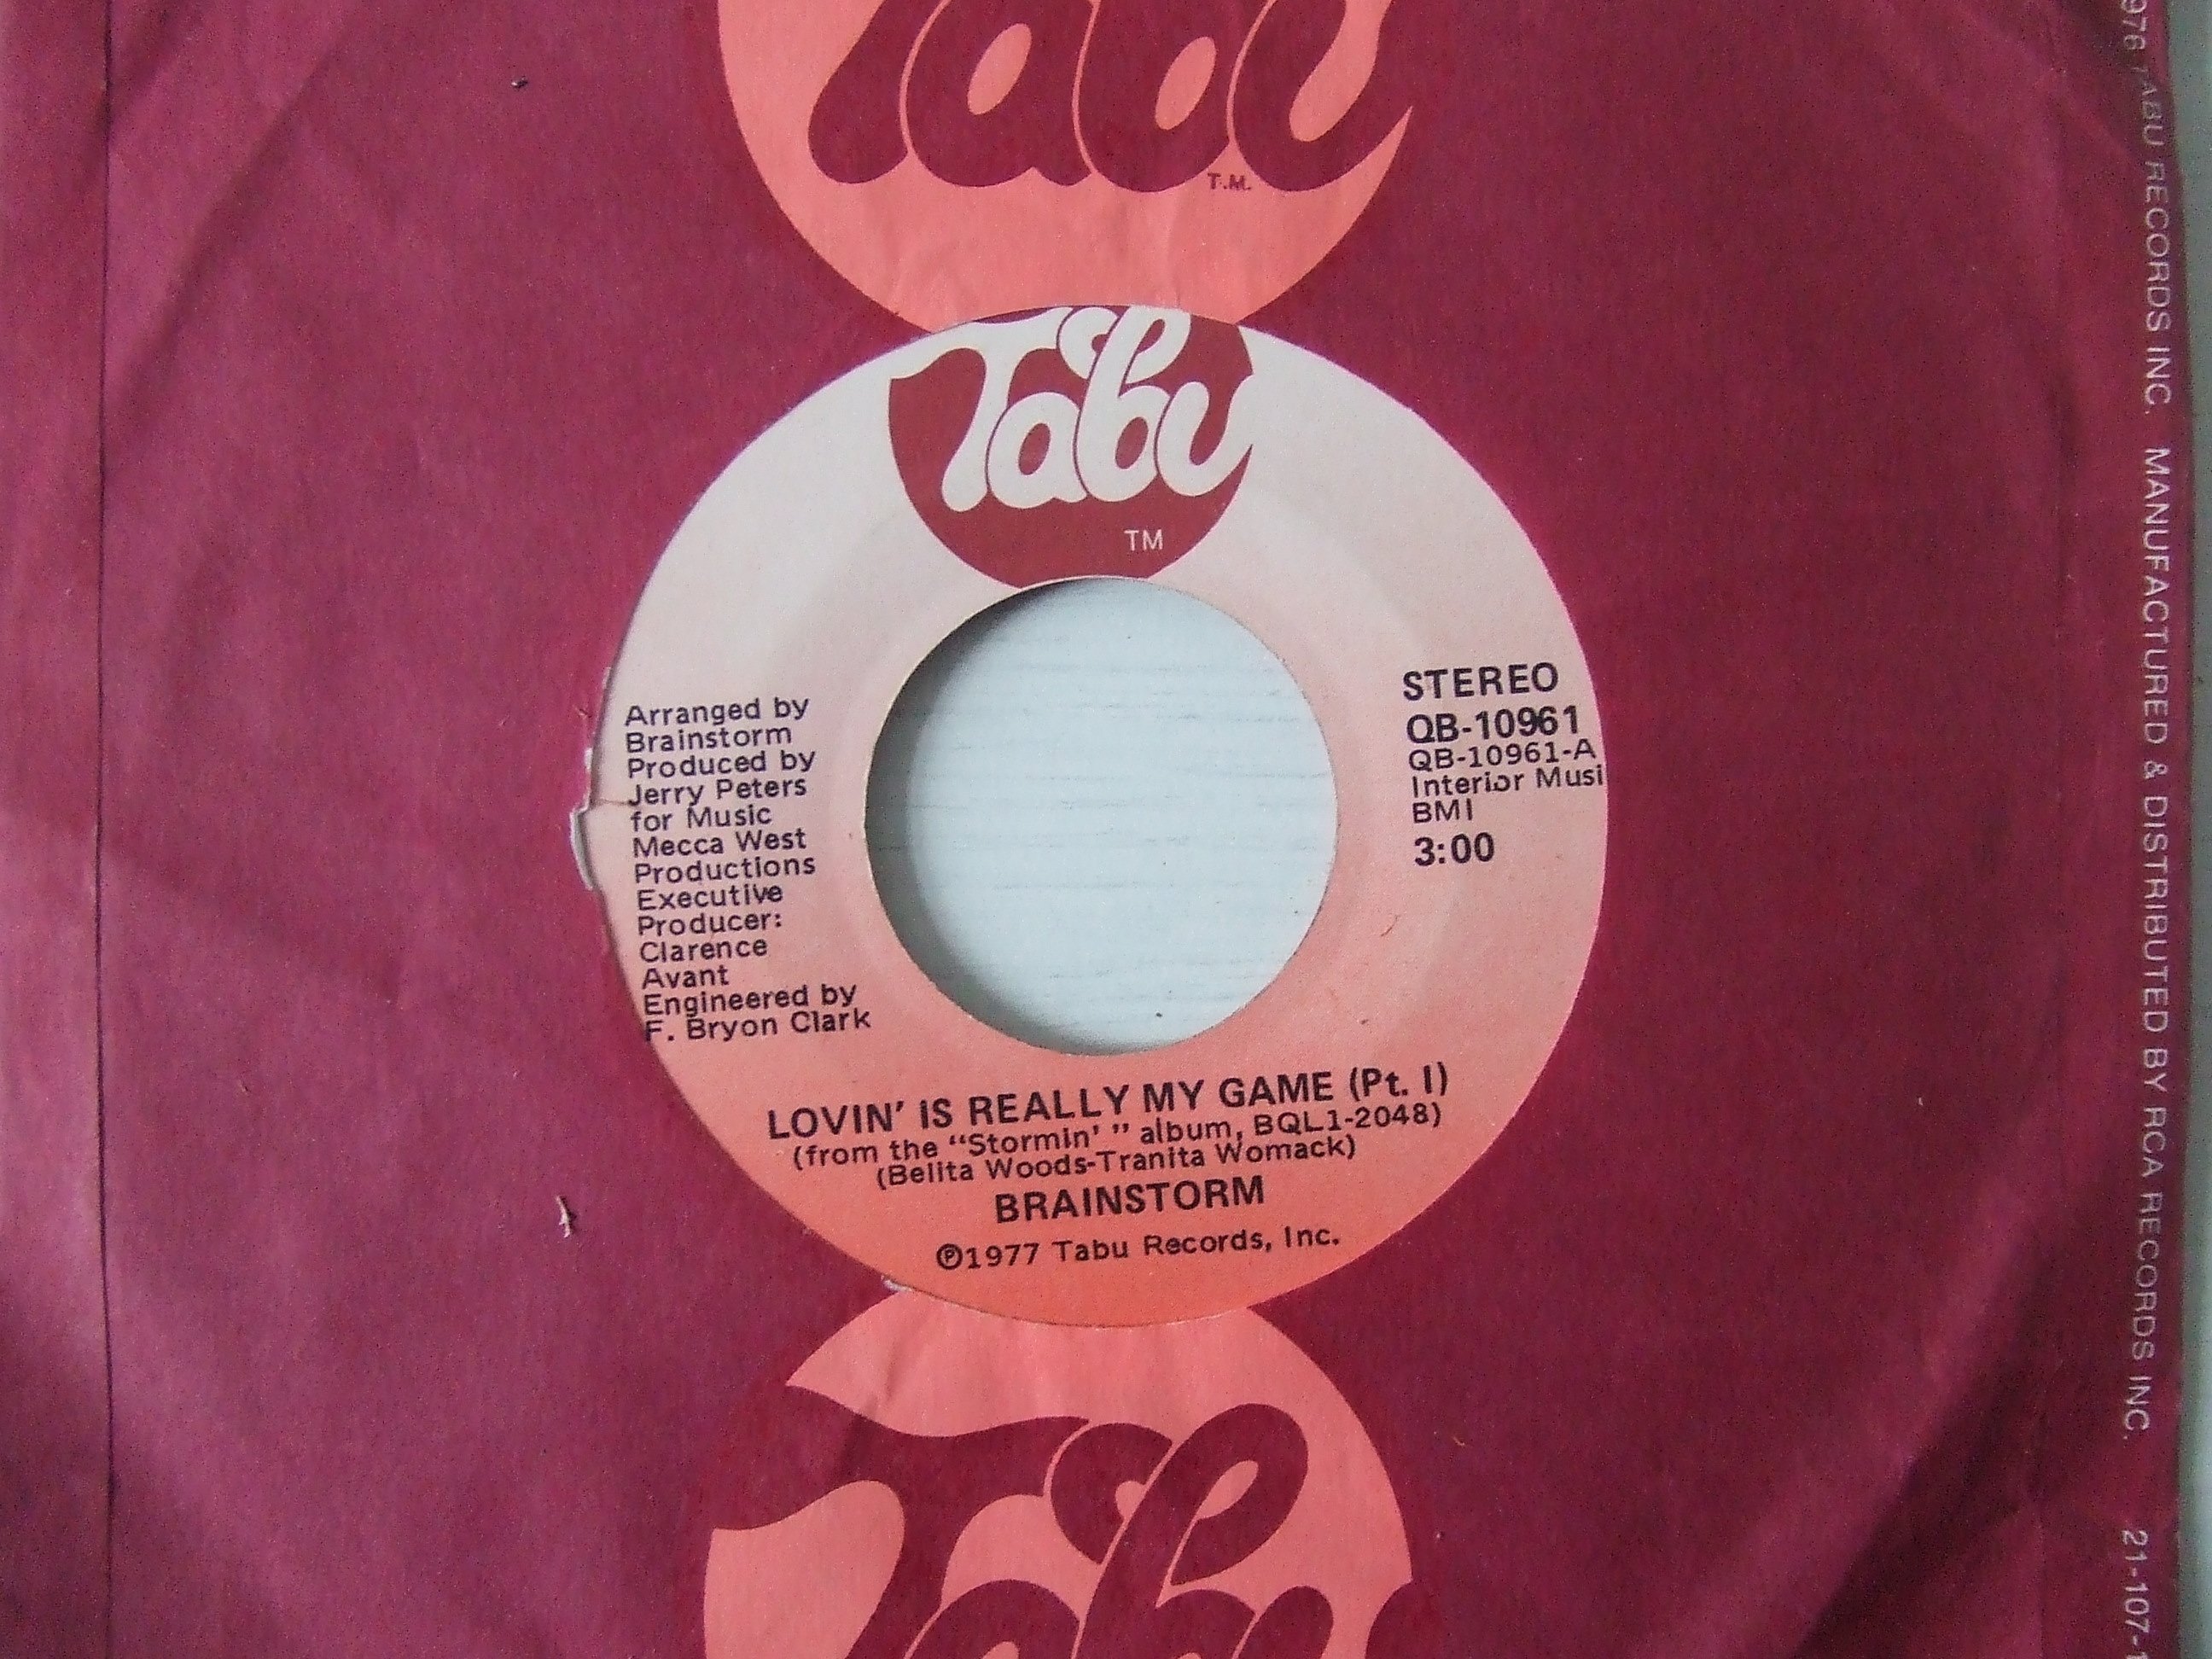 Tabu
T.M.
Tabu
TM
Arranged by
Brainstorm
Produced by
Jerry Peters
for Music
Mecca West
Productions
Executive
Producer:
Clarence
Avant
Engineered by
F. Bryon Clark
STEREO
QB-10961
QB-10961-A
Interior Musi
BMI
3:00
LOVIN' IS REALLY MY GAME (Pt. I)
(from the “Stormin' ” album, BQL1-2048)
(Belita Woods-Tranita Womack)
BRAINSTORM
℗1977 Tabu Records, Inc.
Tabu
976 TABU RECORDS INC. MANUFACTURED & DISTRIBUTED BY RCA RECORDS INC. 21-107-1